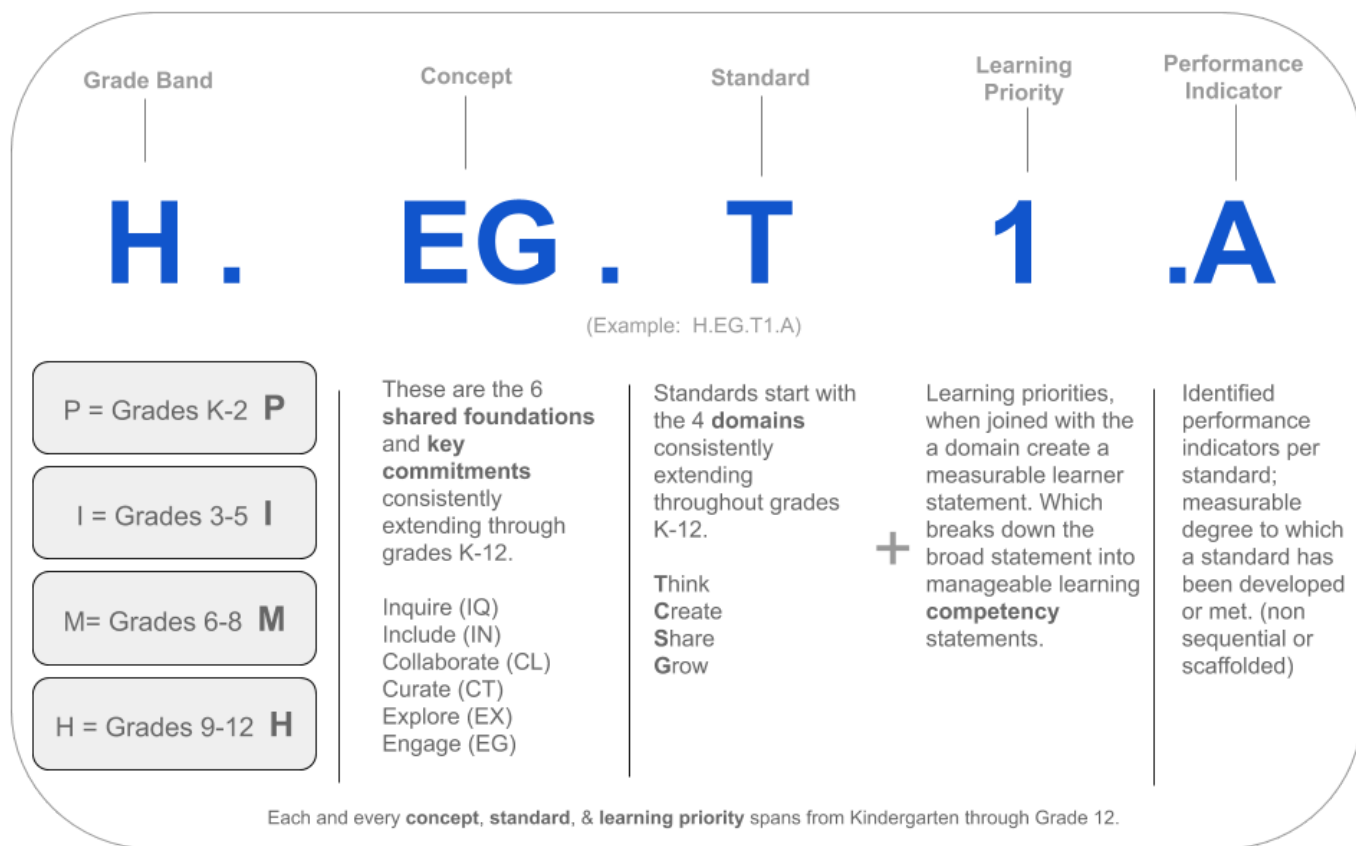 Grade Band
Concept
Standard
Learning
Priority
Performance
Indicator
H . EG . T 1 .A
(Example: H.EG.T1.A)
P = Grades K-2 P
I = Grades 3-5 I
M= Grades 6-8 M
H = Grades 9-12 H
These are the 6
shared foundations
and key
commitments
consistently
extending through
grades K-12.
Inquire (IQ)
Include (IN)
Collaborate (CL)
Curate (CT)
Explore (EX)
Engage (EG)
Standards start with
the 4 domains
consistently
extending
throughout grades
K-12.
Think
Create
Share
Grow
+
Learning priorities,
when joined with the
a domain create a
measurable learner
statement. Which
breaks down the
broad statement into
manageable learning
competency
statements.
Identified
performance
indicators per
standard;
measurable
degree to which
a standard has
been developed
or met. (non
sequential or
scaffolded)
Each and every concept, standard, & learning priority spans from Kindergarten through Grade 12.